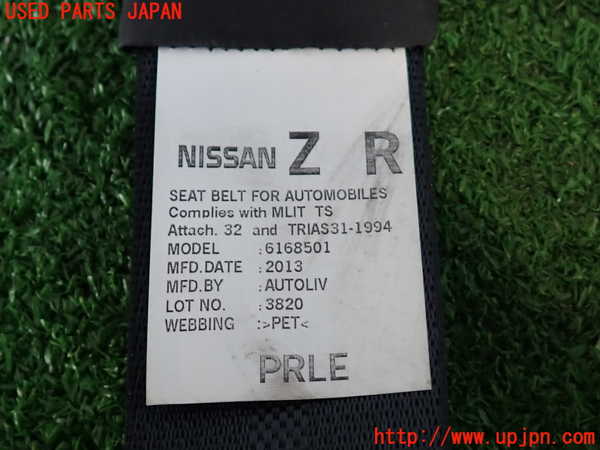 USED PARTS JAPAN
NISSAN Z R
SEAT BELT FOR AUTOMOBILES
Complies with MLIT TS
Attach. 32 and TRIAS31-1994
MODEL :6168501
MFD.DATE :2013
MFD.BY :AUTOLIV
LOT NO. :3820
WEBBING :>PET<
PRLE
http://www.upjpn.com/